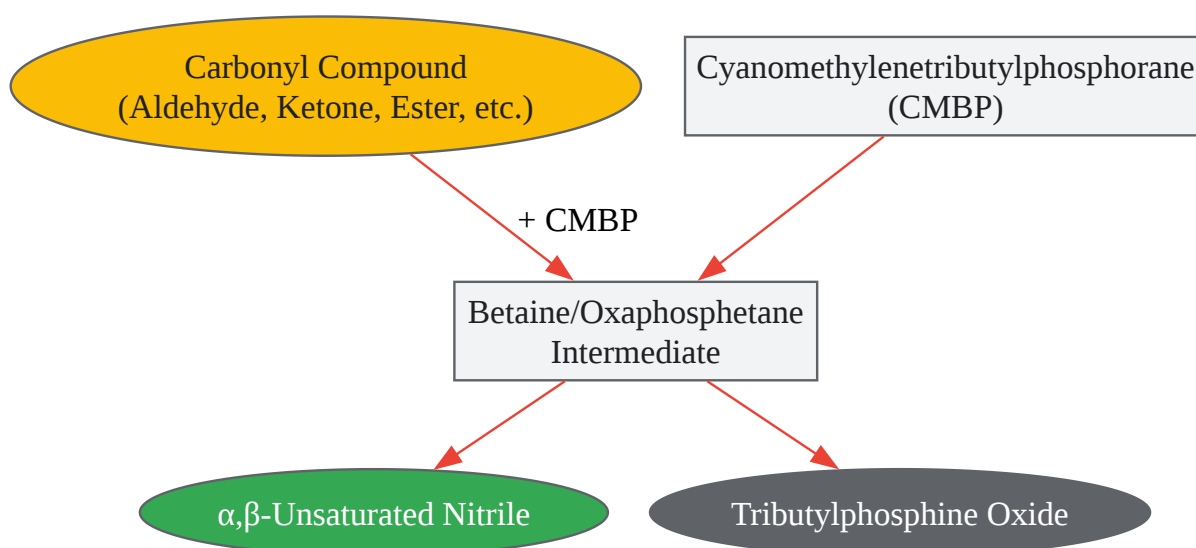 Carbonyl Compound
(Aldehyde, Ketone, Ester, etc.)
Cyanomethylenetributylphosphorane
(CMBP)
+ CMBP
Betaine/Oxaphosphetane
Intermediate
α,β-Unsaturated Nitrile
Tributylphosphine Oxide